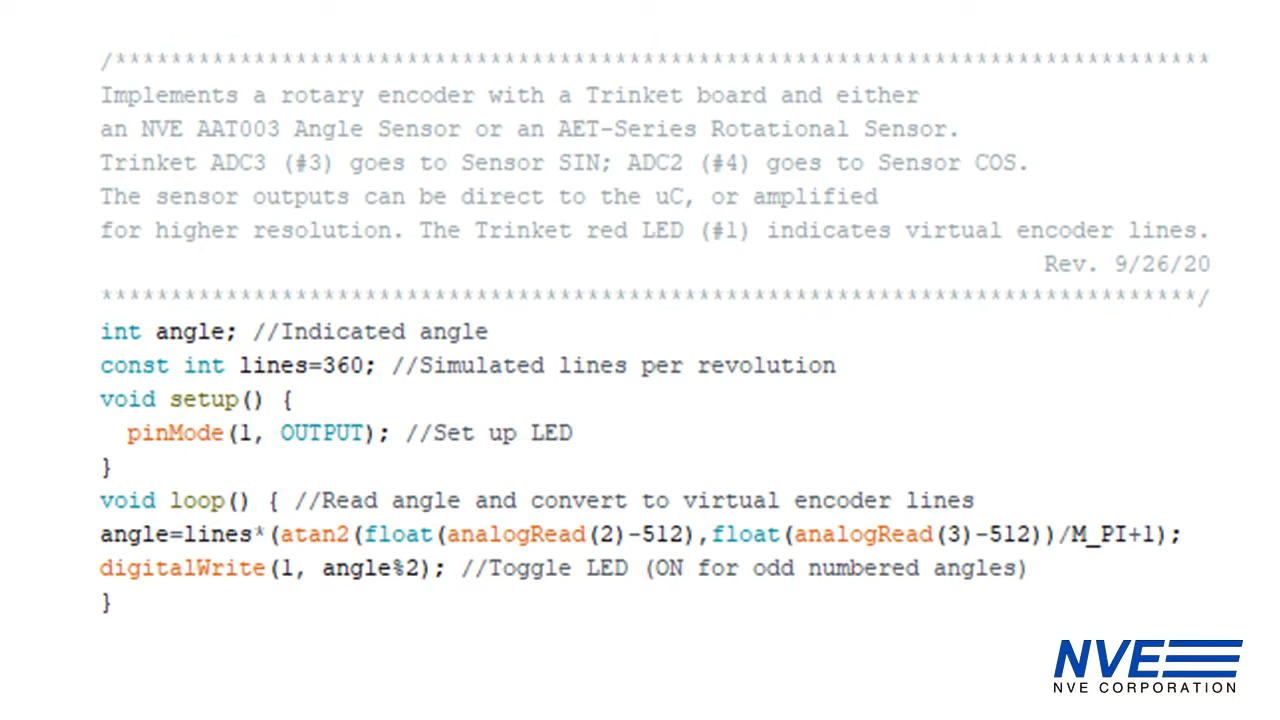 /*******************************************************************************
Implements a rotary encoder with a Trinket board and either
an NVE AAT003 Angle Sensor or an AET-Series Rotational Sensor.
Trinket ADC3 (#3) goes to Sensor SIN; ADC2 (#4) goes to Sensor COS.
The sensor outputs can be direct to the uC, or amplified
for higher resolution. The Trinket red LED (#1) indicates virtual encoder lines.
Rev. 9/26/20
*******************************************************************************/
int angle; //Indicated angle
const int lines=360; //Simulated lines per revolution
void setup() {
  pinMode(1, OUTPUT); //Set up LED
}
void loop() { //Read angle and convert to virtual encoder lines
angle=lines*(atan2(float(analogRead(2)-512),float(analogRead(3)-512))/M_PI+1);
digitalWrite(1, angle%2); //Toggle LED (ON for odd numbered angles)
}
NVE
NVE CORPORATION